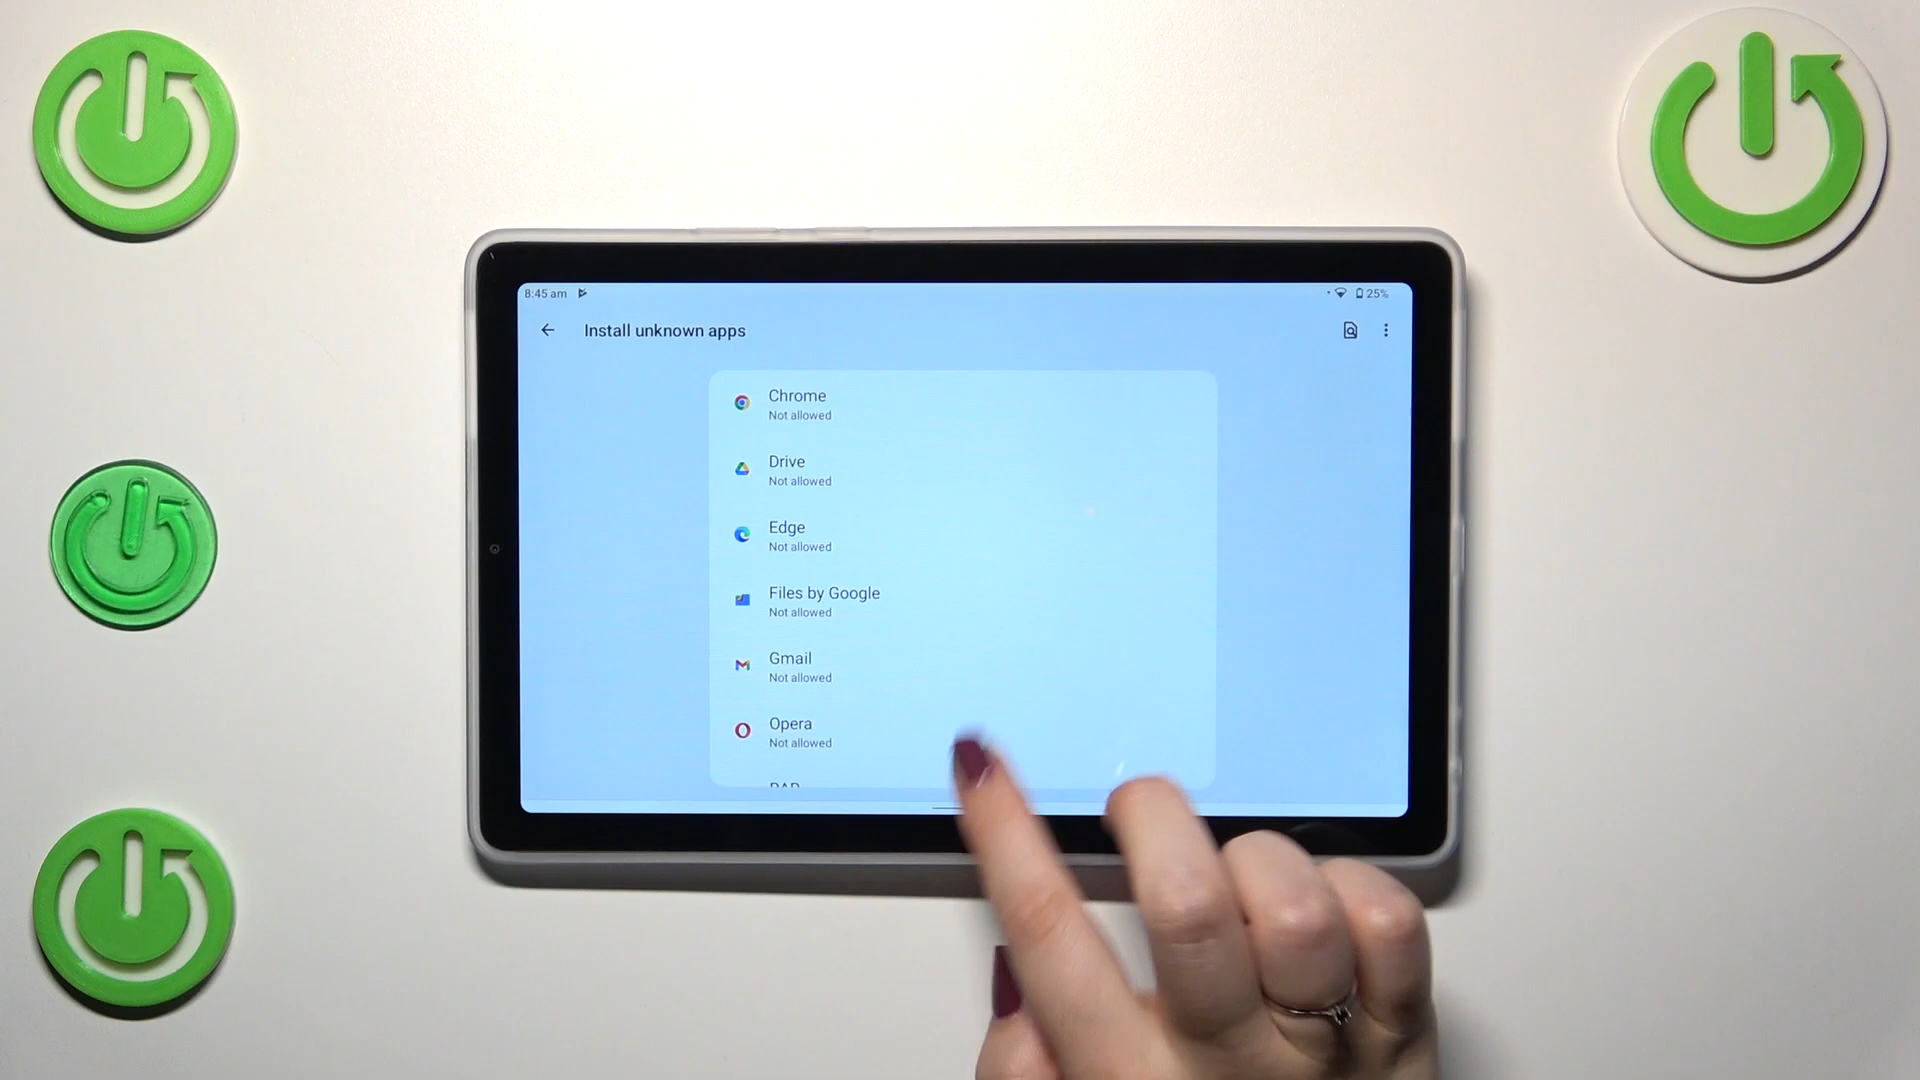 8:45 am
25%
Install unknown apps
Chrome
Not allowed
Drive
Not allowed
Edge
Not allowed
Files by Google
Not allowed
Gmail
Not allowed
Opera
Not allowed